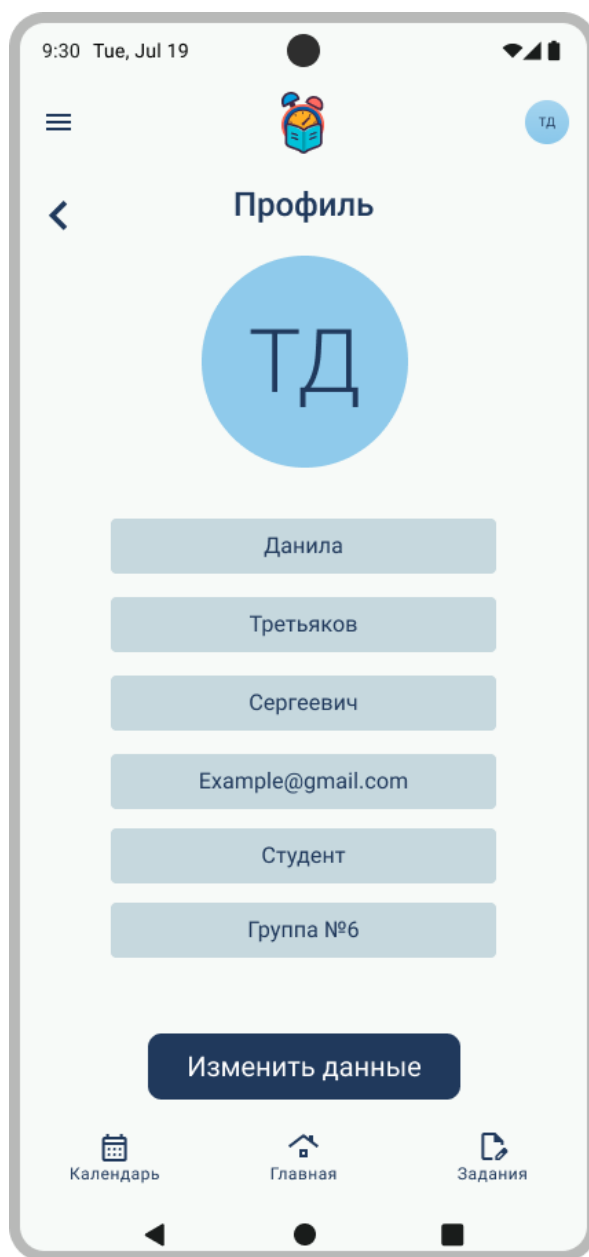 9:30 Tue, Jul 19
ТД
Профиль
ТД
Данила
Третьяков
Сергеевич
Example@gmail.com
Студент
Группа №6
Изменить данные
Календарь Главная Задания